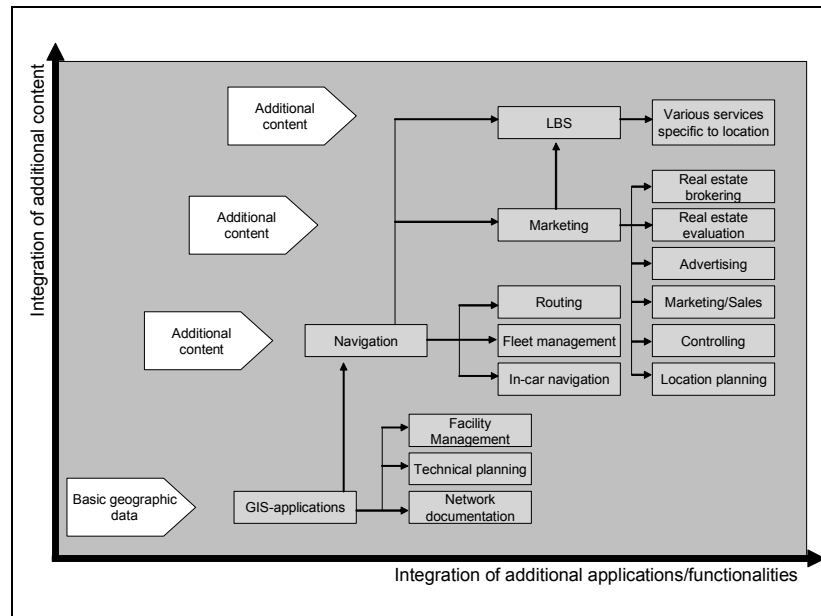 Integration of additional content
Additional
content
LBS
Various services
specific to location
Additional
content
Marketing
Real estate
brokering
Real estate
evaluation
Advertising
Marketing/Sales
Controlling
Location planning
Additional
content
Navigation
Routing
Fleet management
In-car navigation
Facility
Management
Technical planning
Network
documentation
Basic geographic
data
GIS-applications
Integration of additional applications/functionalities